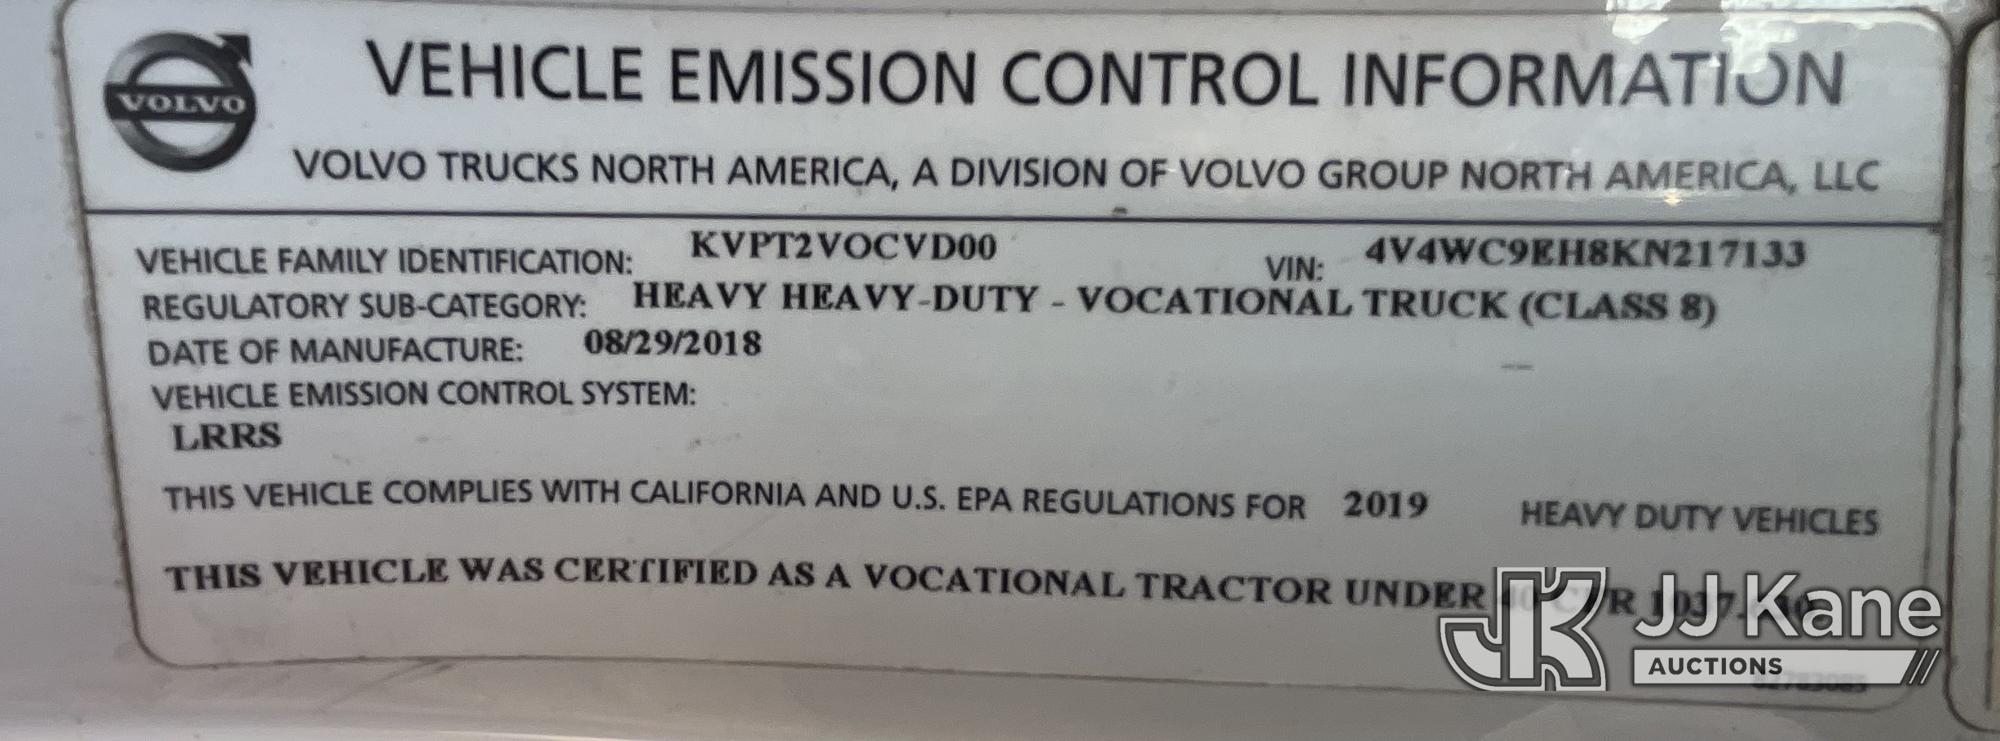 VOLVO
VEHICLE EMISSION CONTROL INFORMATION
VOLVO TRUCKS NORTH AMERICA, A DIVISION OF VOLVO GROUP NORTH AMERICA, LLC
VEHICLE FAMILY IDENTIFICATION: KVPT2VOCVD00 VIN: 4V4WC9EH8KN217133
REGULATORY SUB-CATEGORY: HEAVY HEAVY-DUTY - VOCATIONAL TRUCK (CLASS 8)
DATE OF MANUFACTURE: 08/29/2018
VEHICLE EMISSION CONTROL SYSTEM:
LRRS
THIS VEHICLE COMPLIES WITH CALIFORNIA AND U.S. EPA REGULATIONS FOR 2019 HEAVY DUTY VEHICLES
THIS VEHICLE WAS CERTIFIED AS A VOCATIONAL TRACTOR UNDER 40 CFR
JK JJ Kane
AUCTIONS